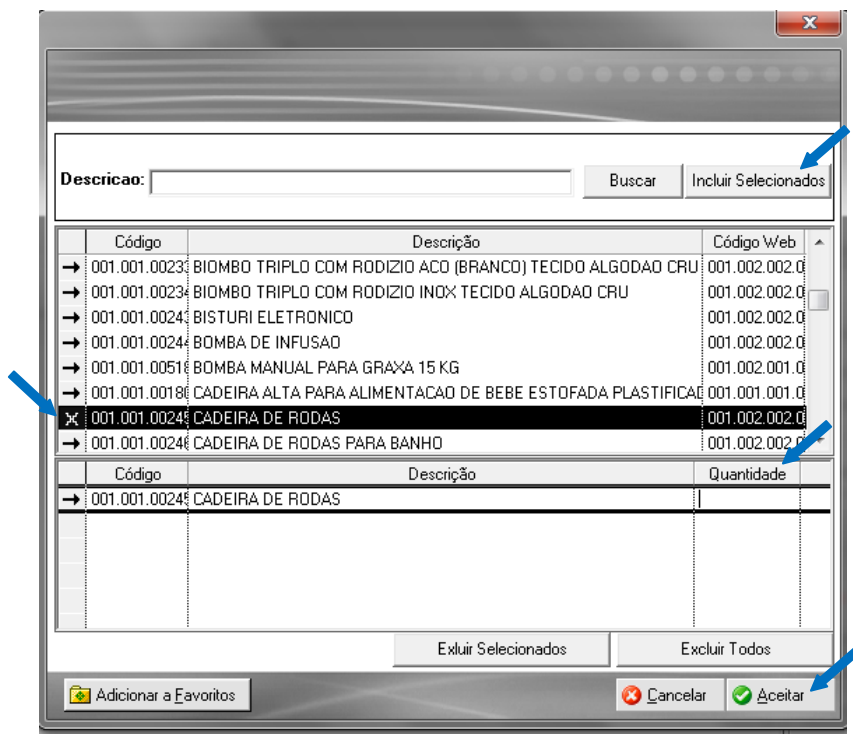 X
Descricao: Buscar Incluir Selecionados
Código Descrição Código Web
001.001.0023 BIOMBO TRIPLO COM RODIZIO ACO (BRANCO) TECIDO ALGODAO CRU 001.002.002.0
001.001.0023 BIOMBO TRIPLO COM RODIZIO INOX TECIDO ALGODAO CRU 001.002.002.0
001.001.0024 BISTURI ELETRONICO 001.002.002.0
001.001.0024 BOMBA DE INFUSAO 001.002.002.0
001.001.0051 BOMBA MANUAL PARA GRAXA 15 KG 001.002.001.0
001.001.0018 CADEIRA ALTA PARA ALIMENTACAO DE BEBE ESTOFADA PLASTIFICAD 001.001.001.0
001.001.0024 CADEIRA DE RODAS 001.002.002.0
001.001.0024 CADEIRA DE RODAS PARA BANHO 001.002.002.0
Código Descrição Quantidade
001.001.0024 CADEIRA DE RODAS
Exluir Selecionados Excluir Todos
Adicionar a Favoritos Cancelar Aceitar